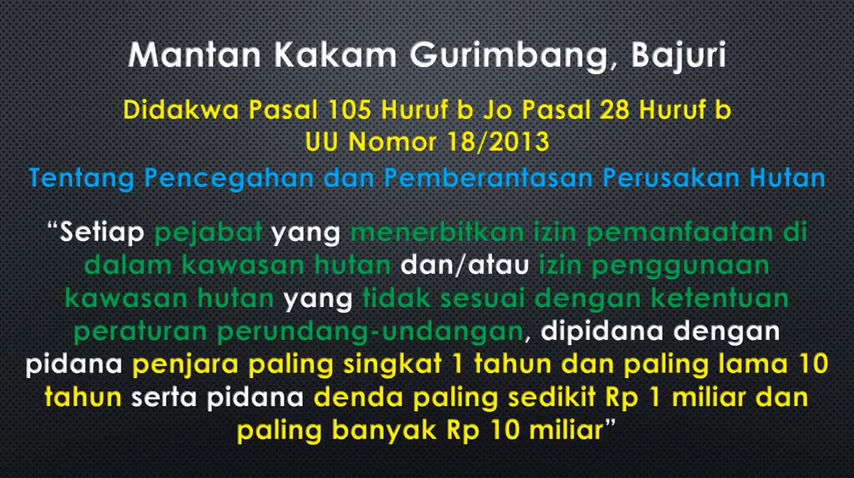 Mantan Kakam Gurimbang, Bajuri
Didakwa Pasal 105 Huruf b Jo Pasal 28 Huruf b
UU Nomor 18/2013
Tentang Pencegahan dan Pemberantasan Perusakan Hutan
“Setiap pejabat yang menerbitkan izin pemanfaatan di
dalam kawasan hutan dan/atau izin penggunaan
kawasan hutan yang tidak sesuai dengan ketentuan
peraturan perundang-undangan, dipidana dengan
pidana penjara paling singkat 1 tahun dan paling lama 10
tahun serta pidana denda paling sedikit Rp 1 miliar dan
paling banyak Rp 10 miliar”